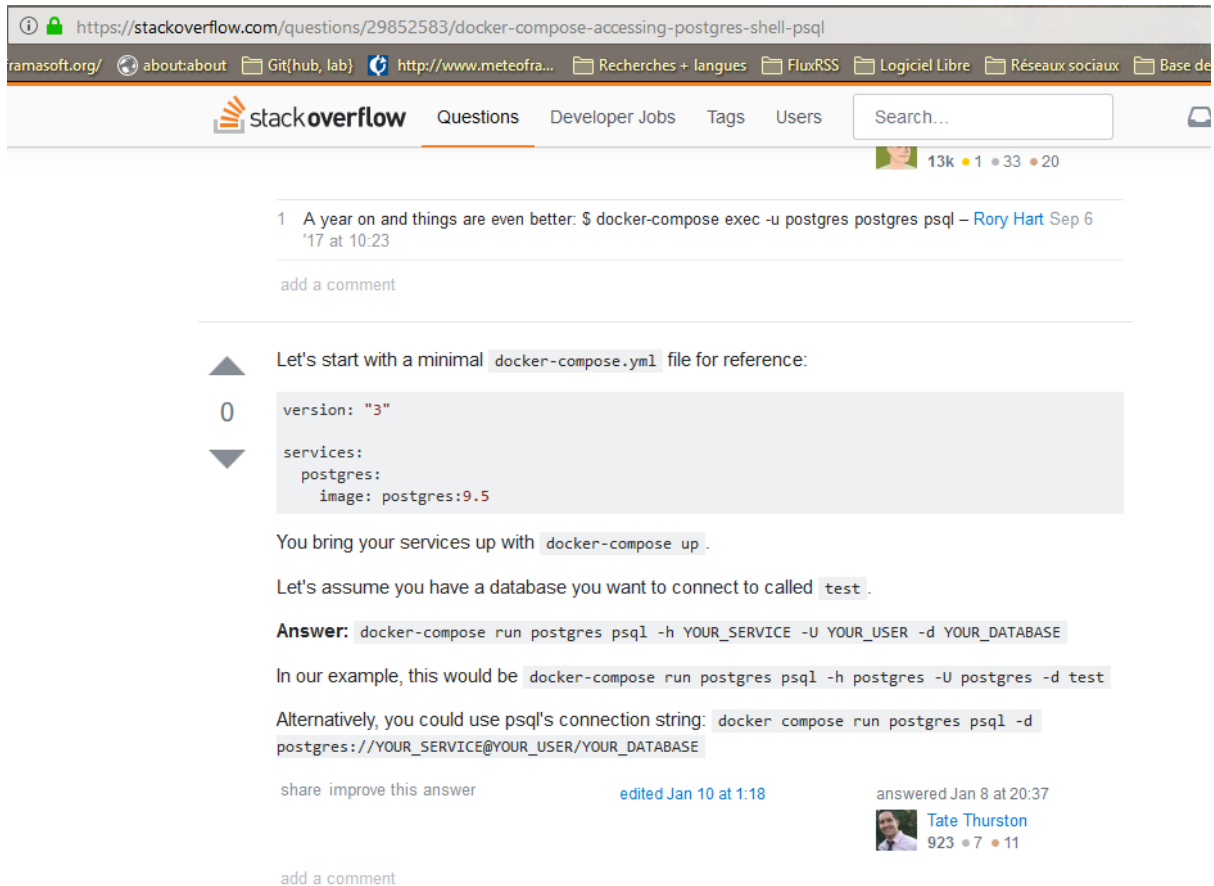 https://stackoverflow.com/questions/29852583/docker-compose-accessing-postgres-shell-psql
ramasoft.org/ about:about Git{hub, lab} http://www.meteofra... Recherches + langues FluxRSS Logiciel Libre Réseaux sociaux Base de
stackoverflow Questions Developer Jobs Tags Users Search...
13k 1 33 20
1 A year on and things are even better: $ docker-compose exec -u postgres postgres psql – Rory Hart Sep 6
'17 at 10:23
add a comment
Let's start with a minimal docker-compose.yml file for reference:
0
version: "3"
services:
postgres:
image: postgres:9.5
You bring your services up with docker-compose up .
Let's assume you have a database you want to connect to called test .
Answer: docker-compose run postgres psql -h YOUR_SERVICE -U YOUR_USER -d YOUR_DATABASE
In our example, this would be docker-compose run postgres psql -h postgres -U postgres -d test
Alternatively, you could use psql's connection string: docker compose run postgres psql -d
postgres://YOUR_SERVICE@YOUR_USER/YOUR_DATABASE
share improve this answer
edited Jan 10 at 1:18
answered Jan 8 at 20:37
Tate Thurston
923 7 11
add a comment